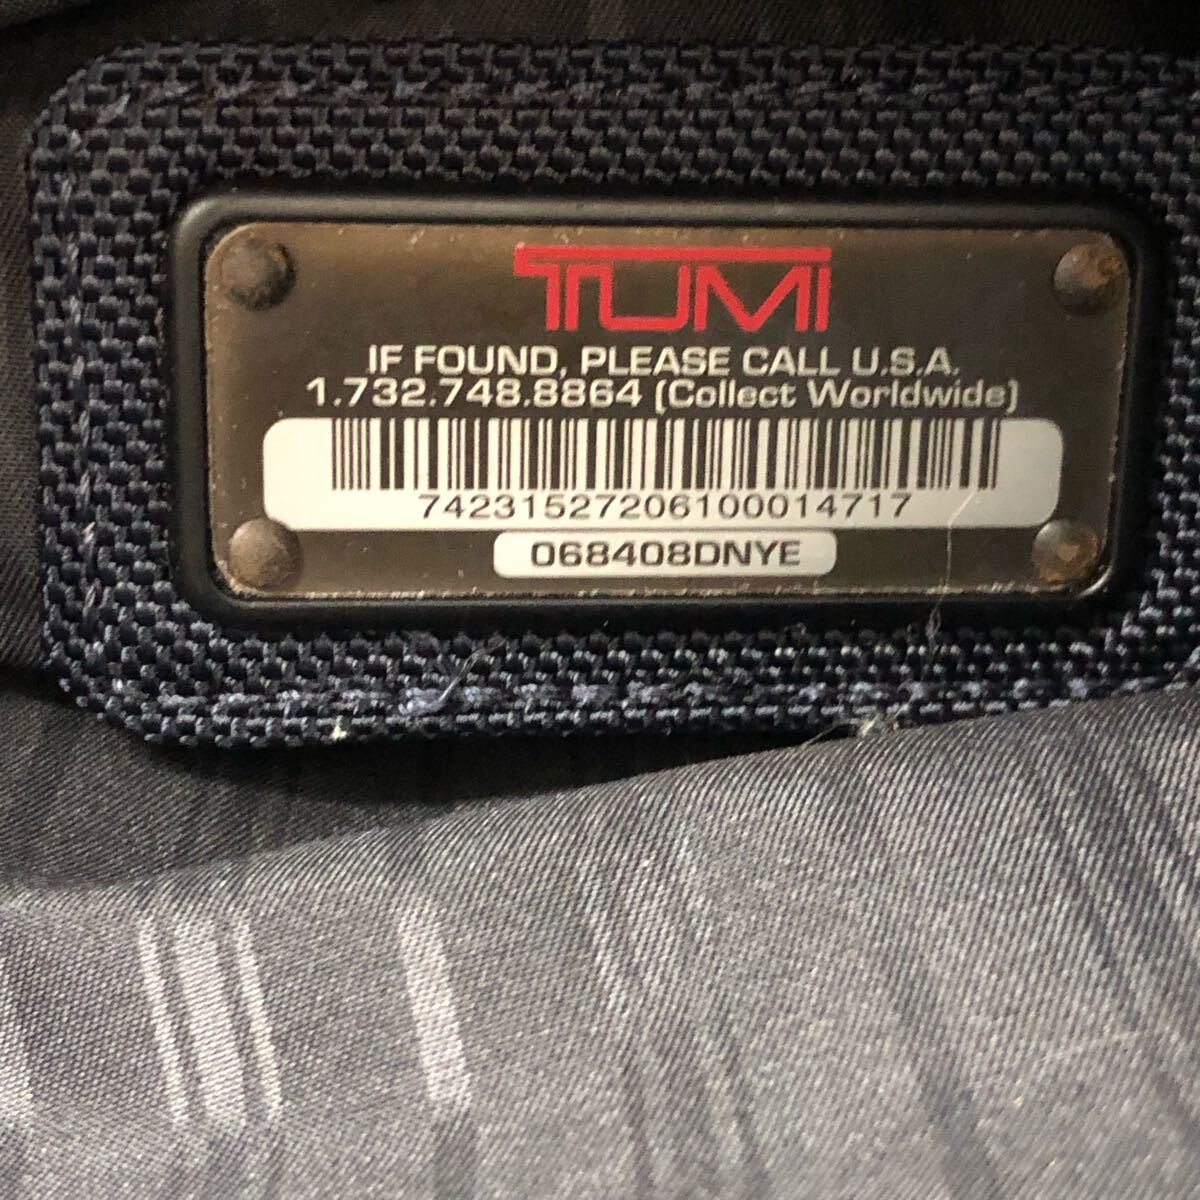 TUMI
IF FOUND, PLEASE CALL U.S.A.
1.732.748.8864 (Collect Worldwide)
74231527206100014717
068408DNYE